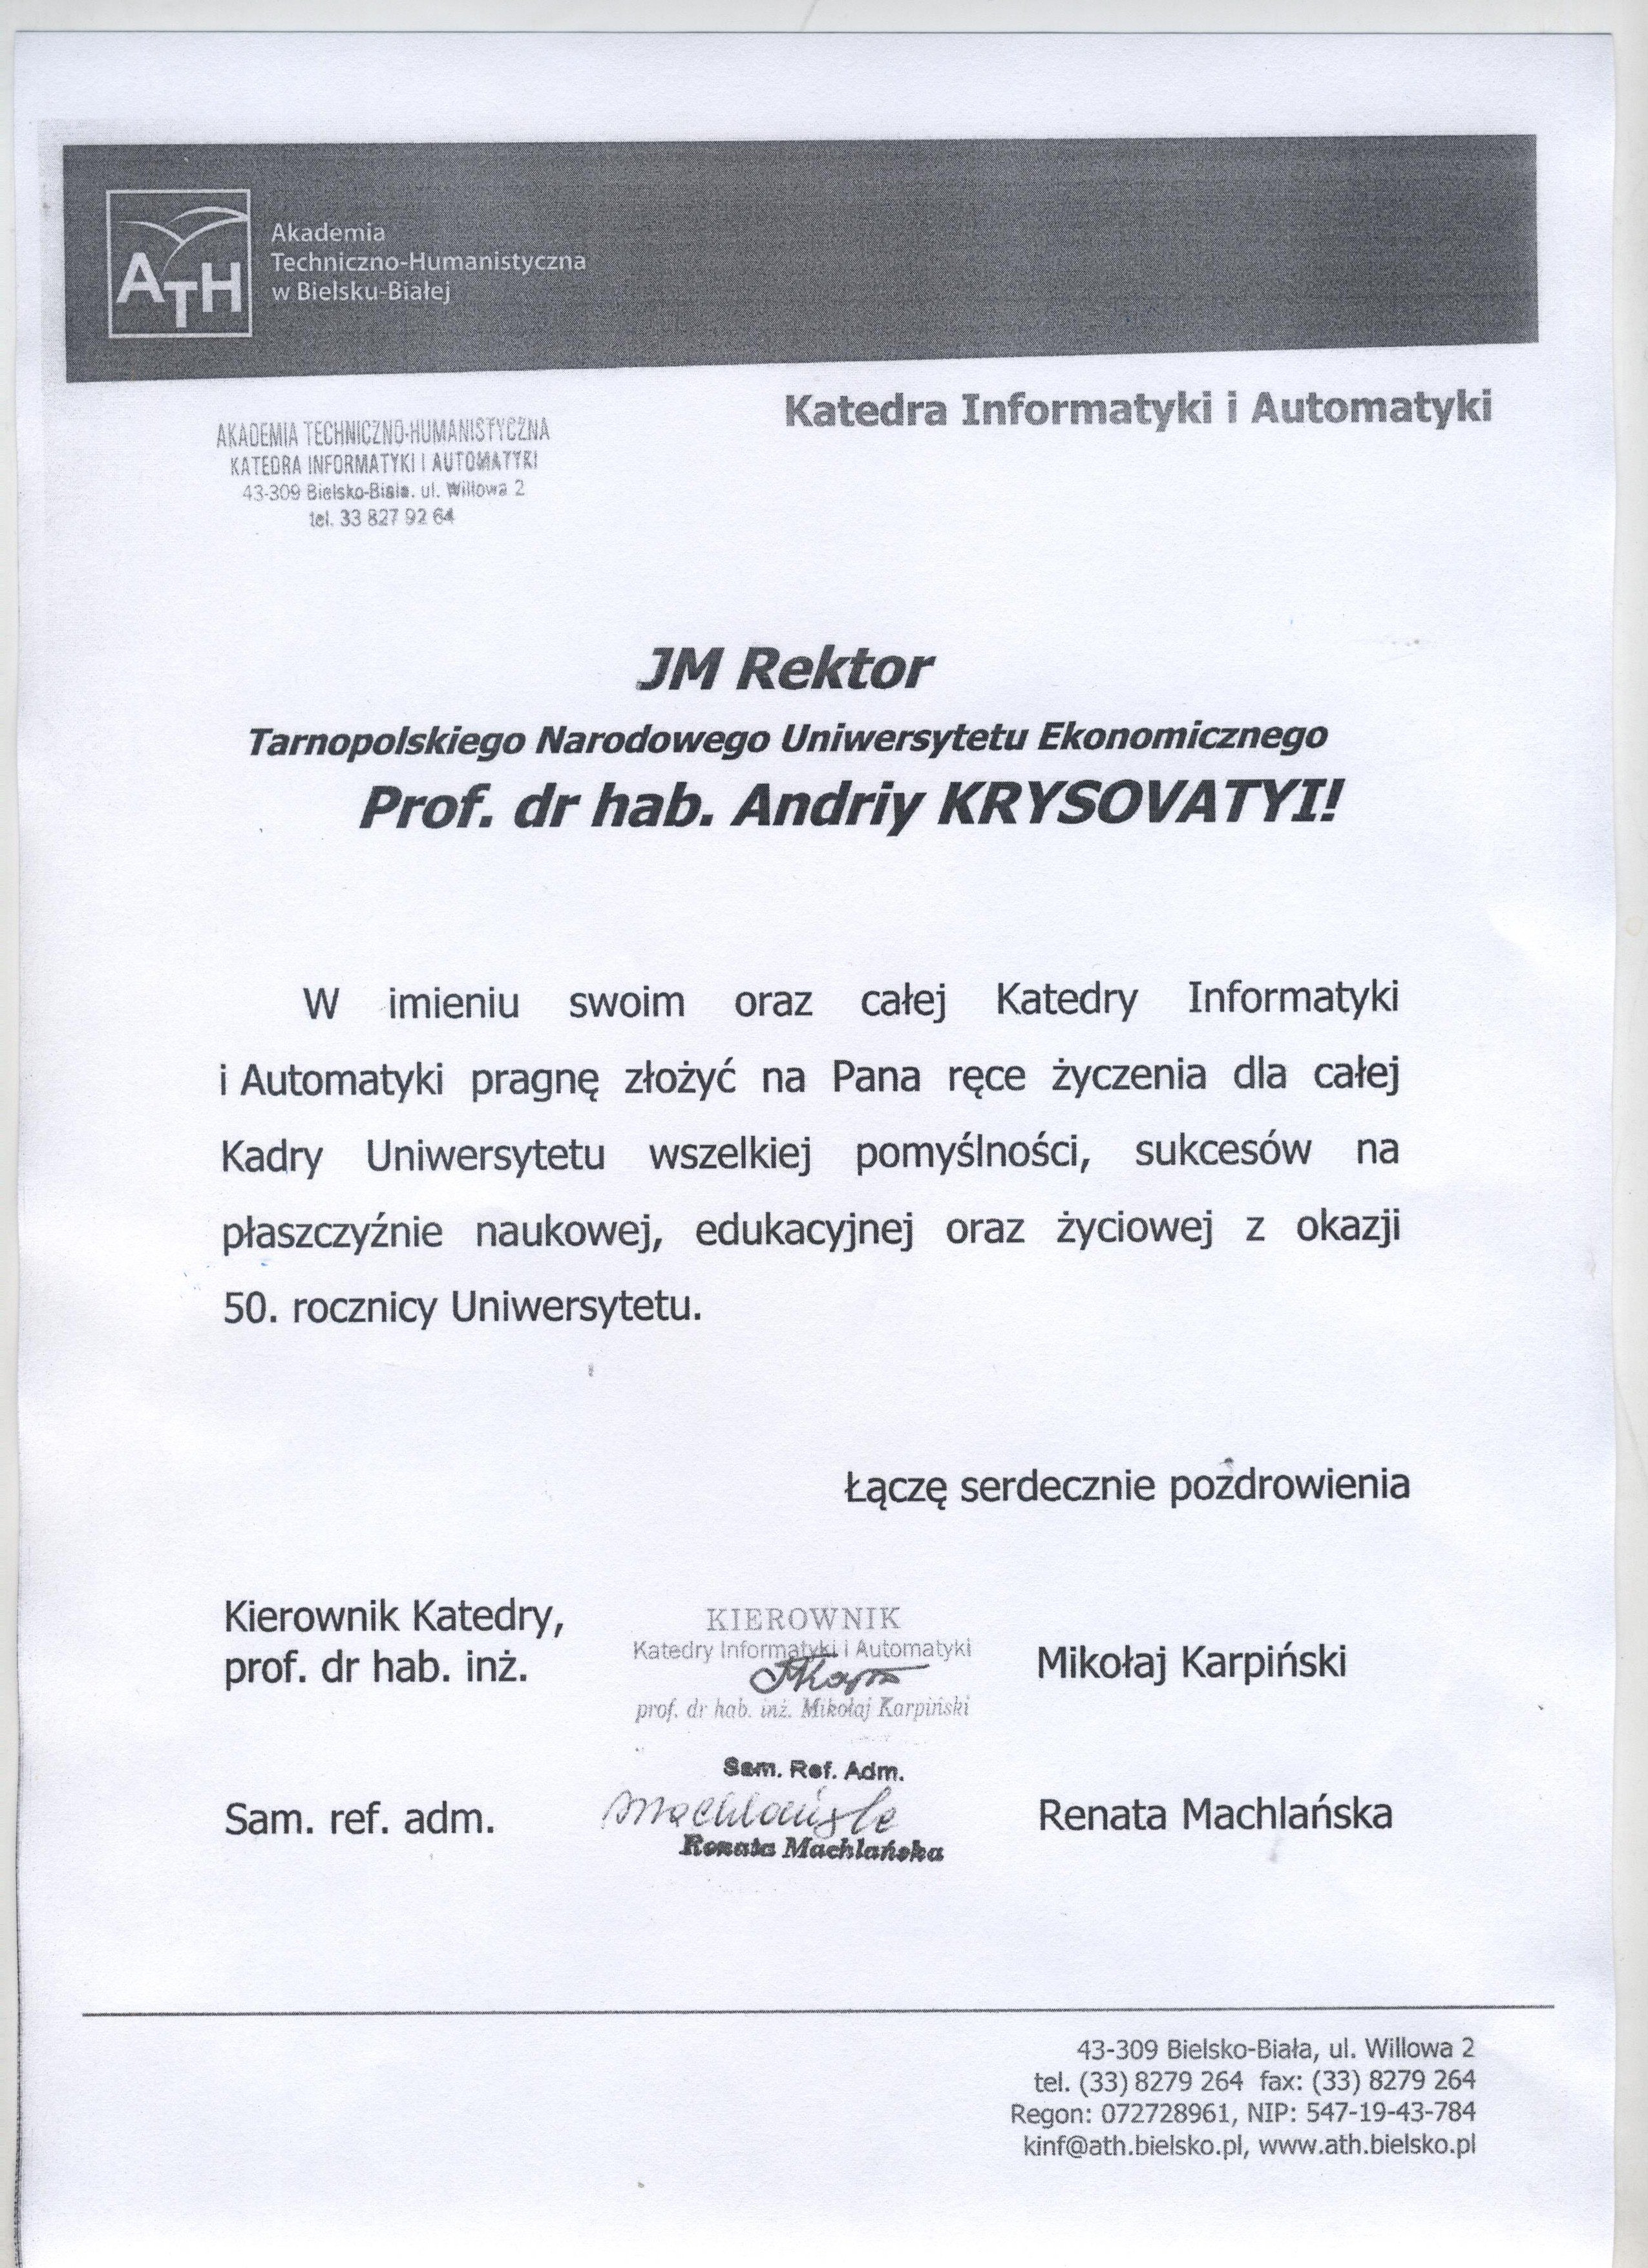 ATH
Akademia
Techniczno-Humanistyczna
w Bielsku-Białej
Katedra Informatyki i Automatyki
AKADEMIA TECHNICZNO-HUMANISTYCZNA
KATEDRA INFORMATYKI I AUTOMATYKI
43-309 Bielsko-Biała, ul. Willowa 2
tel. 33 827 92 64
JM Rektor
Tarnopolskiego Narodowego Uniwersytetu Ekonomicznego
Prof. dr hab. Andriy KRYSOVATYI!
W imieniu swoim oraz całej Katedry Informatyki
i Automatyki pragnę złożyć na Pana ręce życzenia dla całej
Kadry Uniwersytetu wszelkiej pomyślności, sukcesów na
płaszczyźnie naukowej, edukacyjnej oraz życiowej z okazji
50. rocznicy Uniwersytetu.
Łączę serdecznie pozdrowienia
Kierownik Katedry,
prof. dr hab. inż.
KIEROWNIK
Katedry Informatyki i Automatyki
prof. dr hab. inż. Mikołaj Karpiński
Mikołaj Karpiński
Sam. ref. adm.
Sam. Ref. Adm.
Renata Machlańska
Renata Machlańska
43-309 Bielsko-Biała, ul. Willowa 2
tel. (33) 8279 264 fax: (33) 8279 264
Regon: 072728961, NIP: 547-19-43-784
kinf@ath.bielsko.pl, www.ath.bielsko.pl